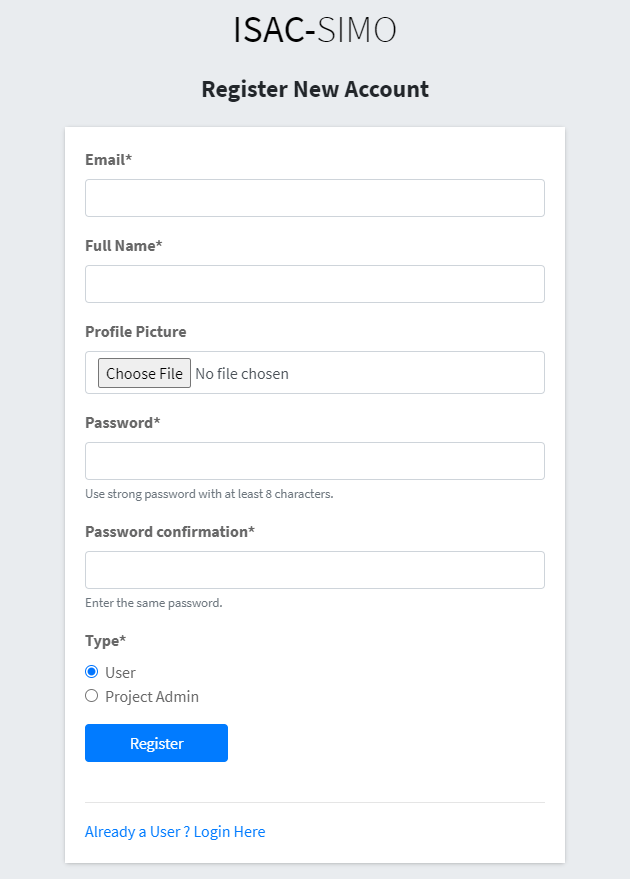 ISAC-SIMO
Register New Account
Email*
Full Name*
Profile Picture
Choose File No file chosen
Password*
Use strong password with at least 8 characters.
Password confirmation*
Enter the same password.
Type*
User
Project Admin
Register
Already a User ? Login Here